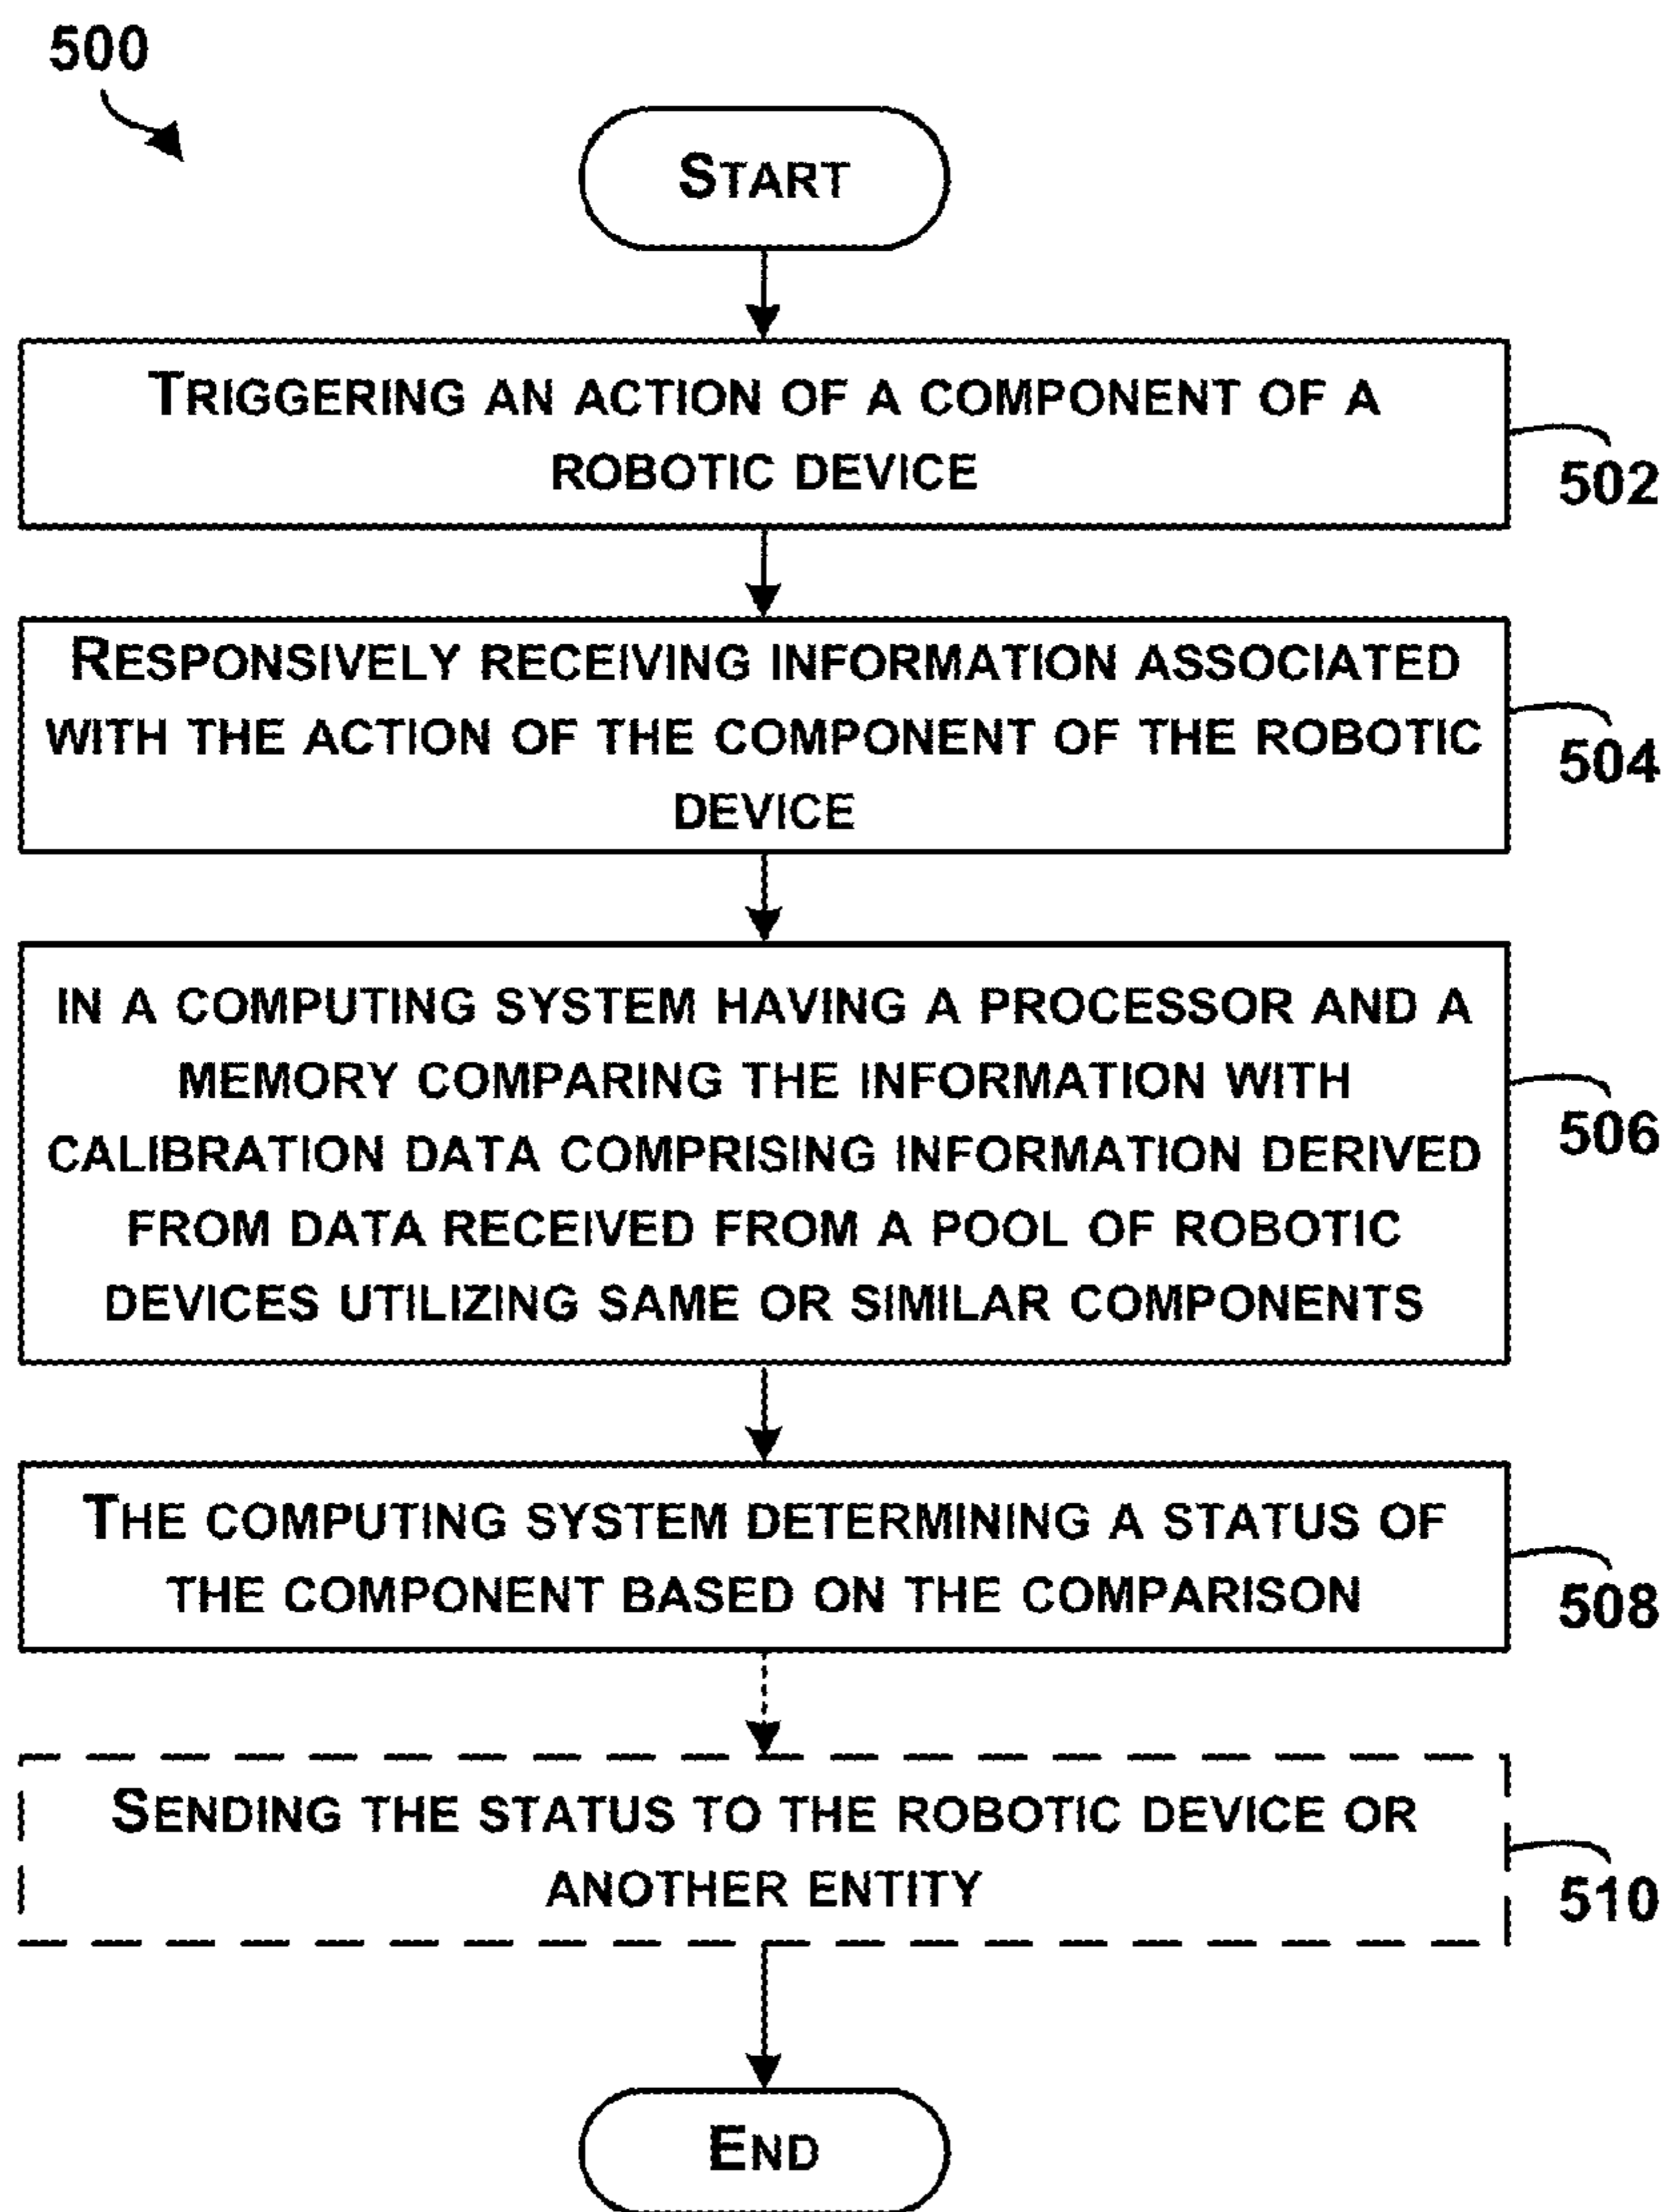 500
START
TRIGGERING AN ACTION OF A COMPONENT OF A
ROBOTIC DEVICE
502
RESPONSIVELY RECEIVING INFORMATION ASSOCIATED
WITH THE ACTION OF THE COMPONENT OF THE ROBOTIC
DEVICE
504
IN A COMPUTING SYSTEM HAVING A PROCESSOR AND A
MEMORY COMPARING THE INFORMATION WITH
CALIBRATION DATA COMPRISING INFORMATION DERIVED
FROM DATA RECEIVED FROM A POOL OF ROBOTIC
DEVICES UTILIZING SAME OR SIMILAR COMPONENTS
506
THE COMPUTING SYSTEM DETERMINING A STATUS OF
THE COMPONENT BASED ON THE COMPARISON
508
SENDING THE STATUS TO THE ROBOTIC DEVICE OR
ANOTHER ENTITY
510
END